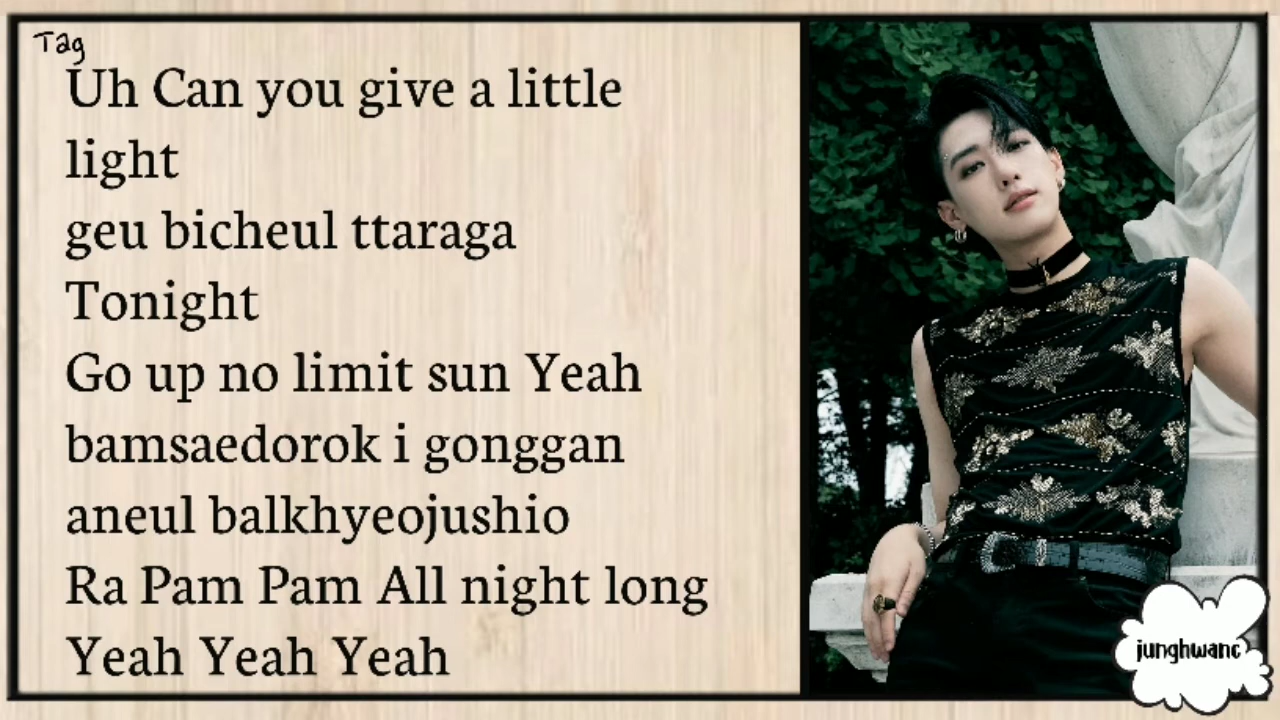 Tag
Uh Can you give a little
light
geu bicheul ttaraga
Tonight
Go up no limit sun Yeah
bamsaedorok i gonggan
aneul balkhyeojushio
Ra Pam Pam All night long
Yeah Yeah Yeah
junghwanc